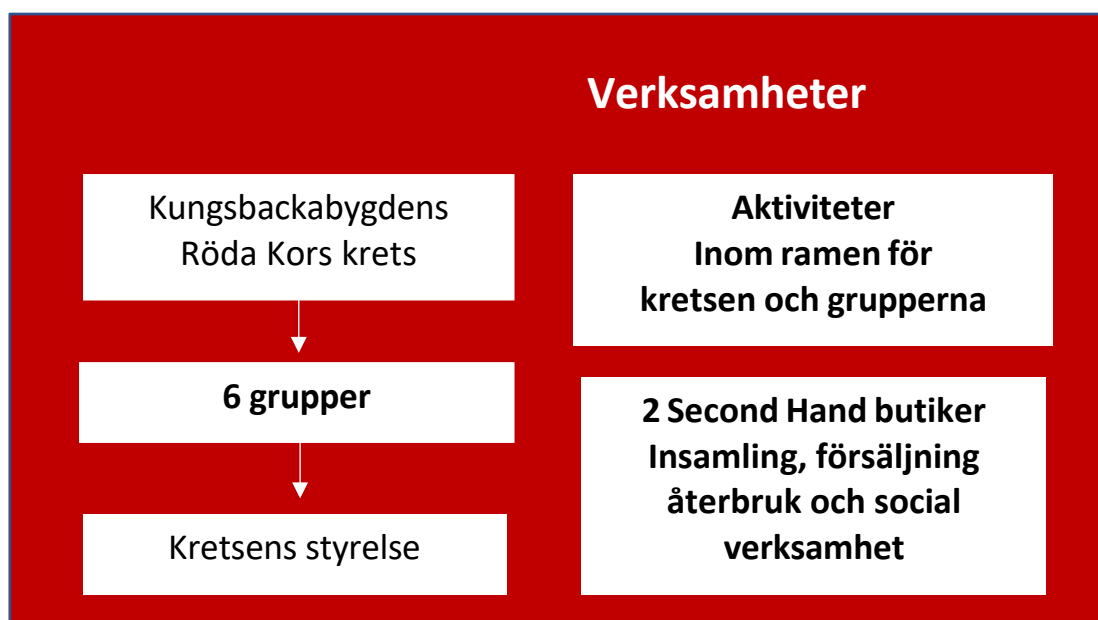 Verksamheter
Kungsbackabygdens
Röda Kors krets
6 grupper
Kretsens styrelse
Aktiviteter
Inom ramen för
kretsen och grupperna
2 Second Hand butiker
Insamling, försäljning
återbruk och social
verksamhet